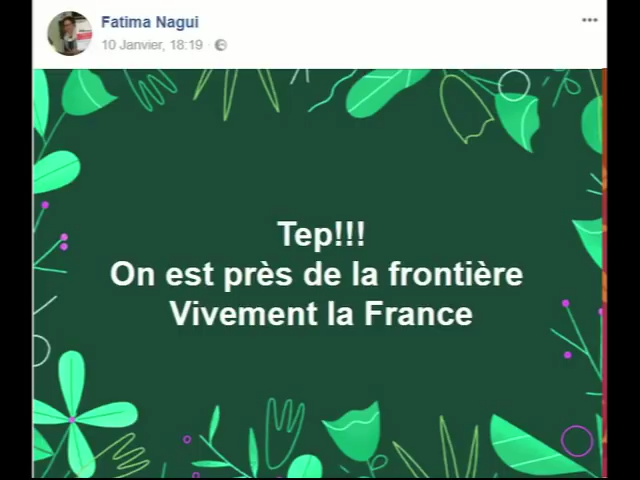 Fatima Nagui
10 Janvier, 18:19 ·
Tep!!!
On est près de la frontière
Vivement la France